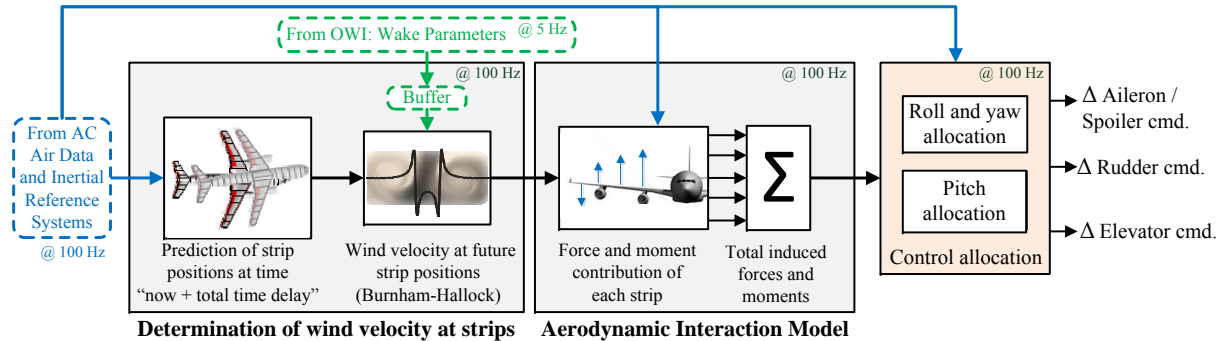 From OWI: Wake Parameters @ 5 Hz
@ 100 Hz
@ 100 Hz
@ 100 Hz
Buffer
From AC
Air Data
and Inertial
Reference
Systems
@ 100 Hz
Prediction of strip
positions at time
“now + total time delay”
Wind velocity at future
strip positions
(Burnham-Hallock)
Determination of wind velocity at strips
Force and moment
contribution of
each strip
Σ
Total induced
forces and
moments
Aerodynamic Interaction Model
Roll and yaw
allocation
Pitch
allocation
Control allocation
Δ Aileron /
Spoiler cmd.
Δ Rudder cmd.
Δ Elevator cmd.